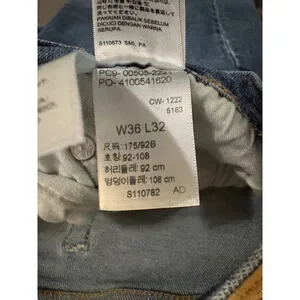 PAKAIAN DIBALIK SEBELUM
DICUCI DENGAN WARNA
SERUPA.
S110673 SML PA
PC9- 00505-222
PO- 4100541620
CW- 1222
5163
W36 L32
尺码: 175/92B
호칭: 92-108
허리둘레: 92 cm
엉덩이둘레: 108 cm
S110782 AD